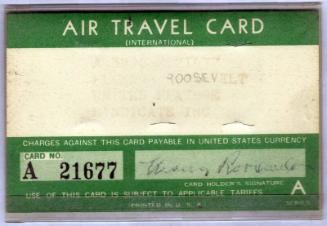 AIR TRAVEL CARD
(INTERNATIONAL)
ROOSEVELT
CHARGES AGAINST THIS CARD PAYABLE IN UNITED STATES CURRENCY
CARD NO.
A 21677
CARD HOLDER'S SIGNATURE
A
USE OF THIS CARD IS SUBJECT TO APPLICABLE TARIFFS
SERIES
(PRINTED IN U. S. A.)